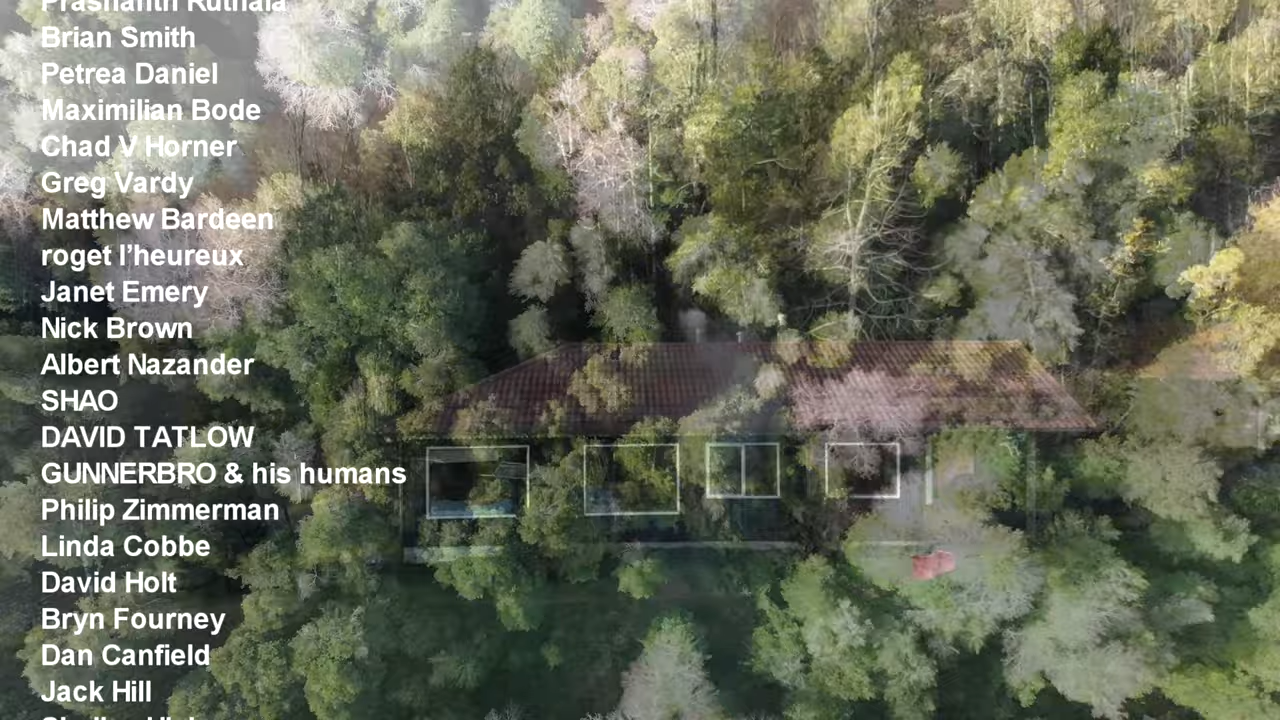 Prashanth Ruthala
Brian Smith
Petrea Daniel
Maximilian Bode
Chad V Horner
Greg Vardy
Matthew Bardeen
roget l’heureux
Janet Emery
Nick Brown
Albert Nazander
SHAO
DAVID TATLOW
GUNNERBRO & his humans
Philip Zimmerman
Linda Cobbe
David Holt
Bryn Fourney
Dan Canfield
Jack Hill